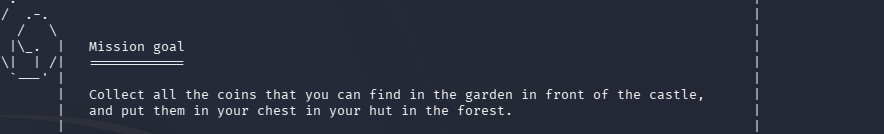 Mission goal
============
Collect all the coins that you can find in the garden in front of the castle,
and put them in your chest in your hut in the forest.